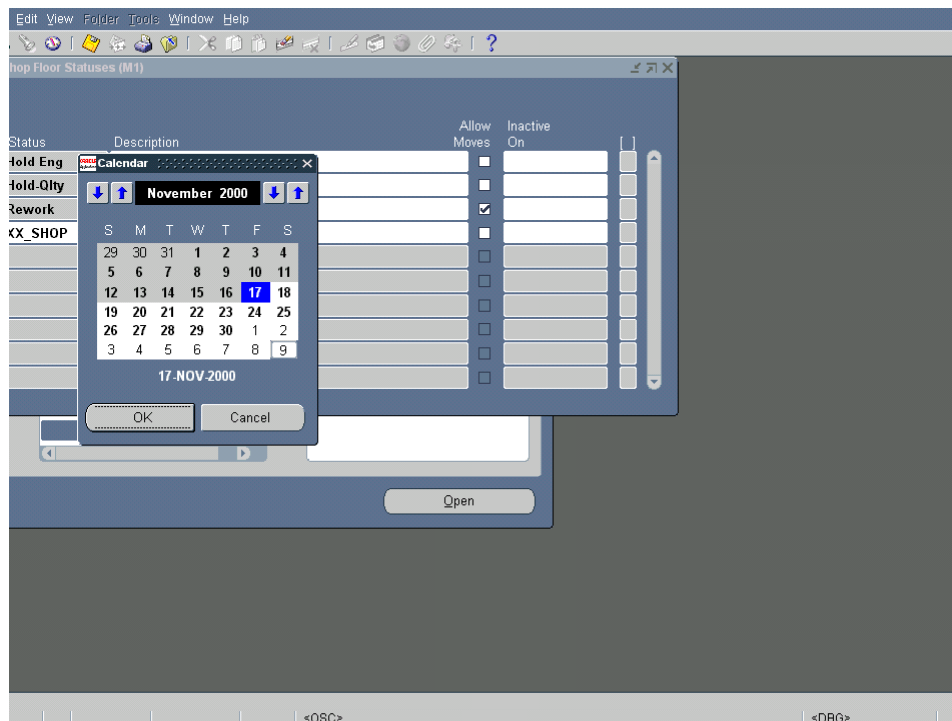 Edit View Folder Tools Window Help
hop Floor Statuses (M1)
Allow Inactive
Status Description Moves On [ ]
Hold Eng
Hold-Qlty
Rework
XX_SHOP
Calendar
November 2000
S M T W T F S
29 30 31 1 2 3 4
5 6 7 8 9 10 11
12 13 14 15 16 17 18
19 20 21 22 23 24 25
26 27 28 29 30 1 2
3 4 5 6 7 8 9
17-NOV-2000
OK Cancel
Open
<OSC> <DBG>